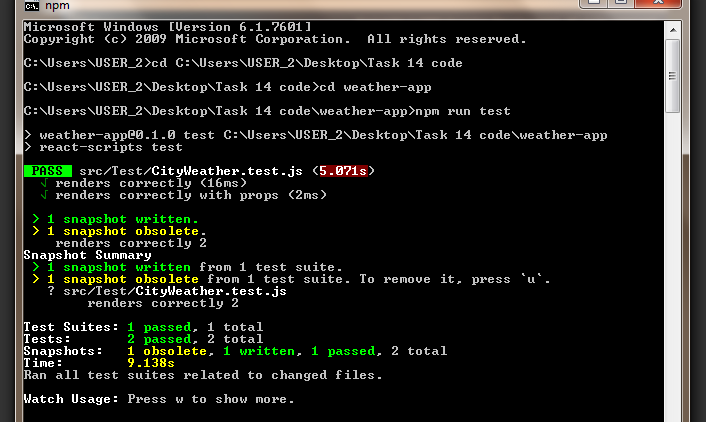 npm
Microsoft Windows [Version 6.1.7601]
Copyright (c) 2009 Microsoft Corporation.  All rights reserved.
C:\Users\USER_2>cd C:\Users\USER_2\Desktop\Task 14 code
C:\Users\USER_2\Desktop\Task 14 code>cd weather-app
C:\Users\USER_2\Desktop\Task 14 code\weather-app>npm run test
> weather-app@0.1.0 test C:\Users\USER_2\Desktop\Task 14 code\weather-app
> react-scripts test
PASS src/Test/CityWeather.test.js (5.071s)
√ renders correctly (16ms)
√ renders correctly with props (2ms)
> 1 snapshot written.
> 1 snapshot obsolete.
renders correctly 2
Snapshot Summary
> 1 snapshot written from 1 test suite.
> 1 snapshot obsolete from 1 test suite. To remove it, press `u`.
? src/Test/CityWeather.test.js
renders correctly 2
Test Suites: 1 passed, 1 total
Tests:       2 passed, 2 total
Snapshots:   1 obsolete, 1 written, 1 passed, 2 total
Time:        9.138s
Ran all test suites related to changed files.
Watch Usage: Press w to show more.